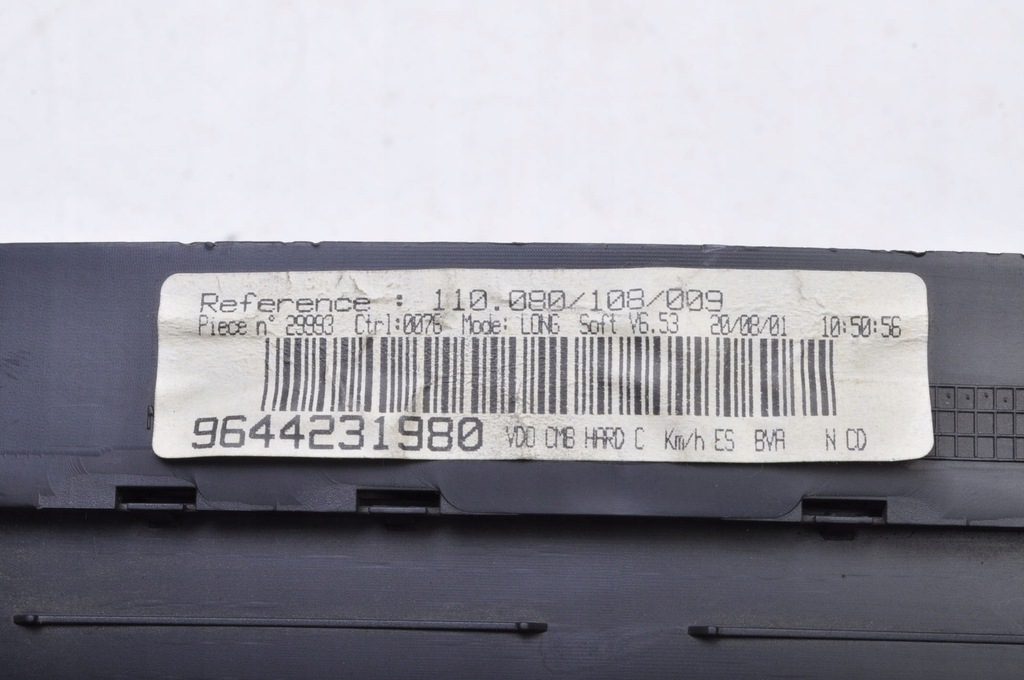 Reference : 110.080/108/009
Piece n° 29993 Ctrl:0076 Mode: LONG Soft V6.53 20/08/01 10:50:56
9644231980 VDO CMB HARD C Km/h ES BVA N CD